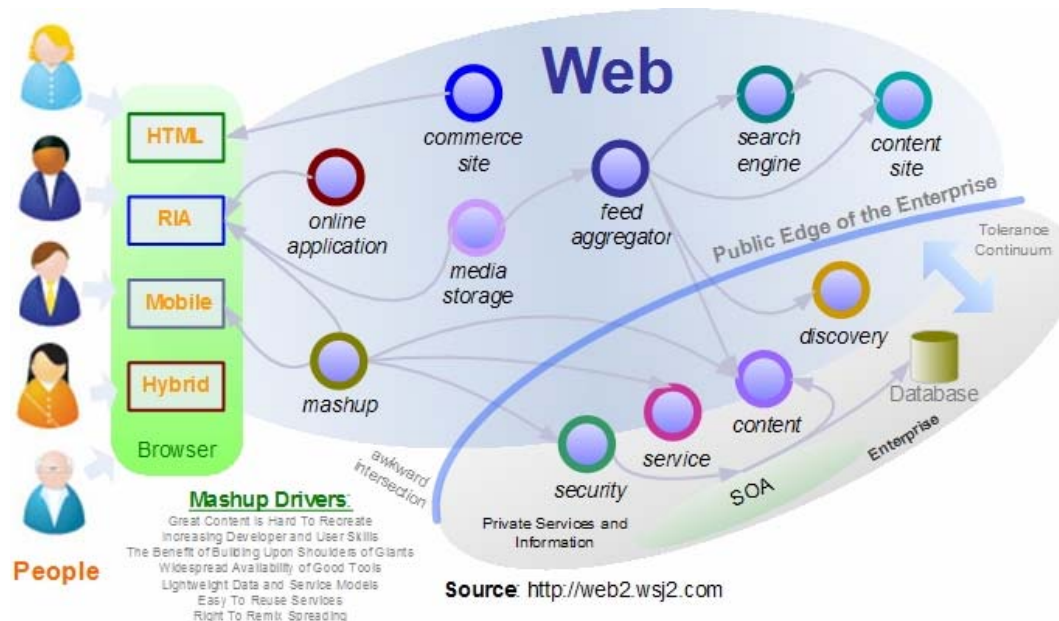 Web
HTML
RIA
Mobile
Hybrid
Browser
People
commerce
site
online
application
media
storage
mashup
feed
aggregator
search
engine
content
site
Public Edge of the Enterprise
Tolerance
Continuum
discovery
Database
content
service
security
Enterprise
SOA
awkward
intersection
Private Services and
Information
Mashup Drivers:
Great Content Is Hard To Recreate
Increasing Developer and User Skills
The Benefit of Building Upon Shoulders of Giants
Widespread Availability of Good Tools
Lightweight Data and Service Models
Easy To Reuse Services
Right To Remix Spreading
Source: http://web2.wsj2.com